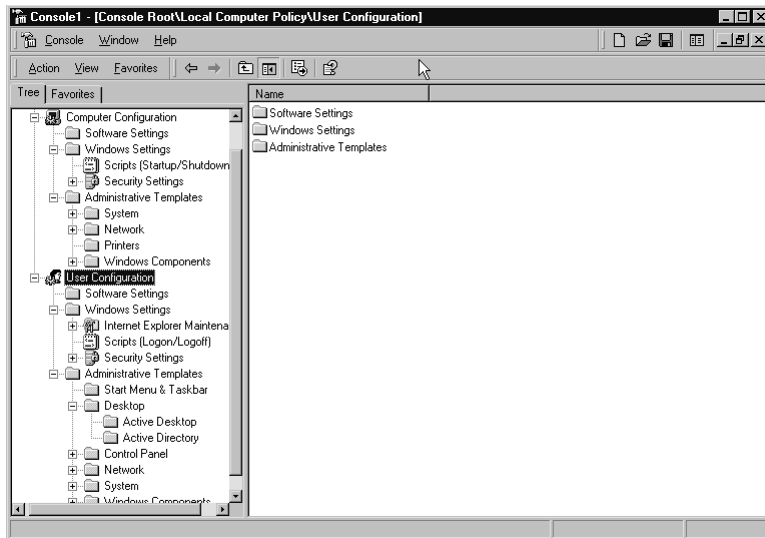 Console1 - [Console Root\Local Computer Policy\User Configuration]
Console Window Help
Action View Favorites
Tree Favorites
Name
Computer Configuration
Software Settings
Windows Settings
Scripts (Startup/Shutdown
Security Settings
Administrative Templates
System
Network
Printers
Windows Components
User Configuration
Software Settings
Windows Settings
Internet Explorer Maintena
Scripts (Logon/Logoff)
Security Settings
Administrative Templates
Start Menu & Taskbar
Desktop
Active Desktop
Active Directory
Control Panel
Network
System
Windows Components
Software Settings
Windows Settings
Administrative Templates